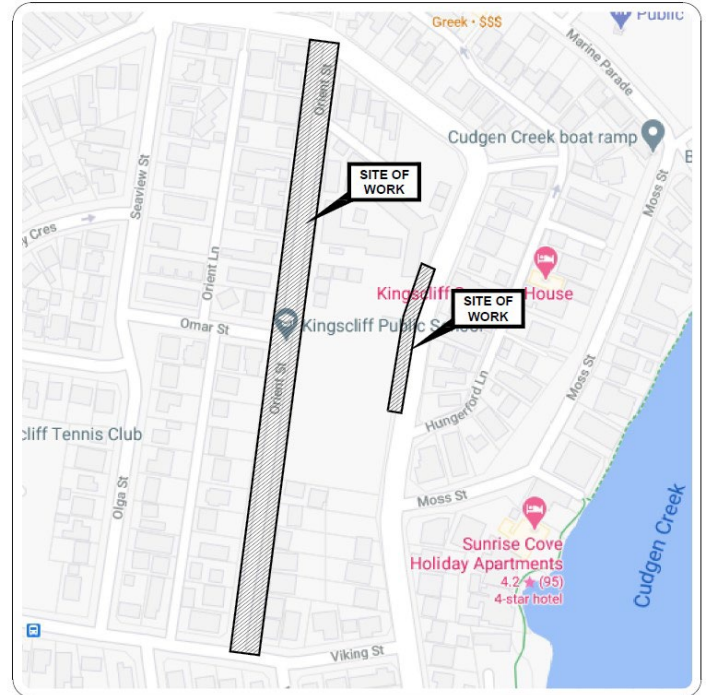 Greek · $$$
Public
Marine Parade
Orient St
Cudgen Creek boat ramp
B
SITE OF
WORK
Seaview St
Moss St
y Cres
Orient Ln
Kingscliff
House
SITE OF
WORK
Omar St
Kingscliff Public School
Moss St
Orient St
Hungerford Ln
cliff Tennis Club
Olga St
Moss St
Cudgen Creek
Sunrise Cove
Holiday Apartments
4.2 ★ (95)
4-star hotel
Viking St